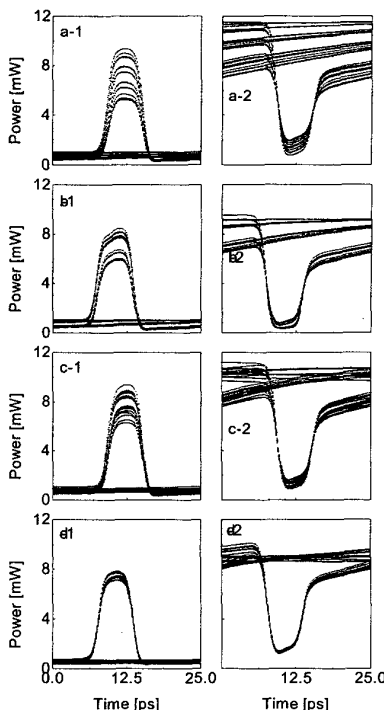 12
8
4
0
Power [mW]
a-1
a-2
12
8
4
0
Power [mW]
b1
b2
12
8
4
0
Power [mW]
c-1
c-2
12
8
4
0
Power [mW]
d1
d2
0.0 12.5 25.0 12.5 25.0
Time [ps] Time [ps]